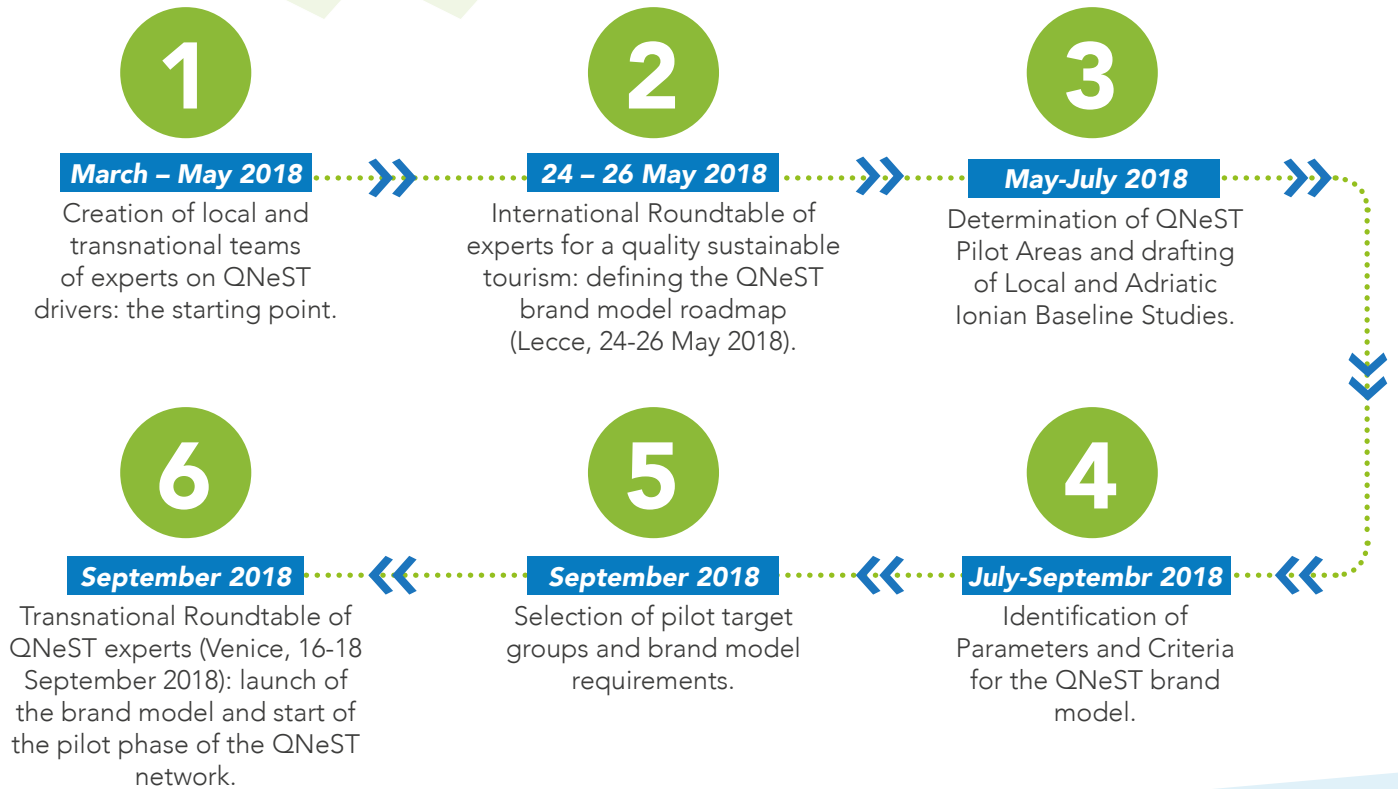 1
March – May 2018
Creation of local and
transnational teams
of experts on QNeST
drivers: the starting point.
2
24 – 26 May 2018
International Roundtable of
experts for a quality sustainable
tourism: defining the QNeST
brand model roadmap
(Lecce, 24-26 May 2018).
3
May-July 2018
Determination of QNeST
Pilot Areas and drafting
of Local and Adriatic
Ionian Baseline Studies.
4
July-Septembr 2018
Identification of
Parameters and Criteria
for the QNeST brand
model.
5
September 2018
Selection of pilot target
groups and brand model
requirements.
6
September 2018
Transnational Roundtable of
QNeST experts (Venice, 16-18
September 2018): launch of
the brand model and start of
the pilot phase of the QNeST
network.